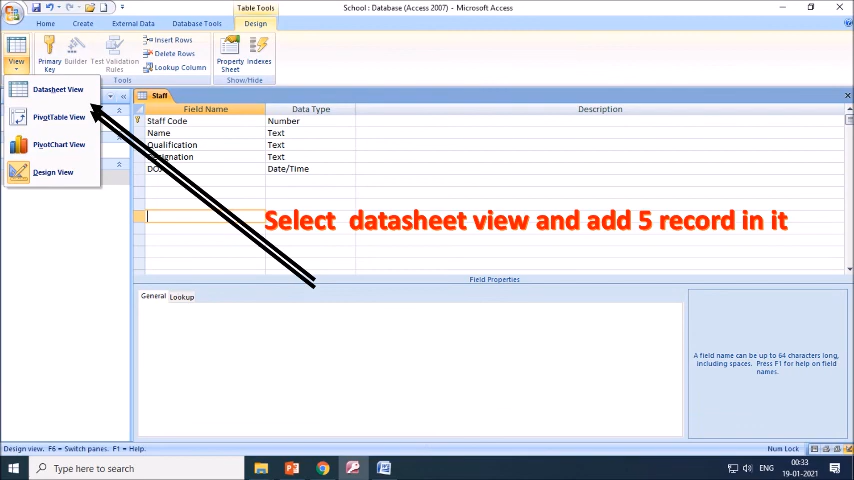 School : Database (Access 2007) - Microsoft Access
Table Tools
Home
Create
External Data
Database Tools
Design
View
Primary Key
Builder
Test Validation Rules
Insert Rows
Delete Rows
Lookup Column
Tools
Property Sheet
Indexes
Show/Hide
Datasheet View
PivotTable View
PivotChart View
Design View
Staff
Field Name Data Type Description
Staff Code Number
Name Text
Qualification Text
Designation Text
DOJ Date/Time
Select datasheet view and add 5 record in it
Field Properties
General Lookup
A field name can be up to 64 characters long,
including spaces. Press F1 for help on field
names.
Design view. F6 = Switch panes. F1 = Help.
Num Lock
Type here to search
ENG
00:33
19-01-2021